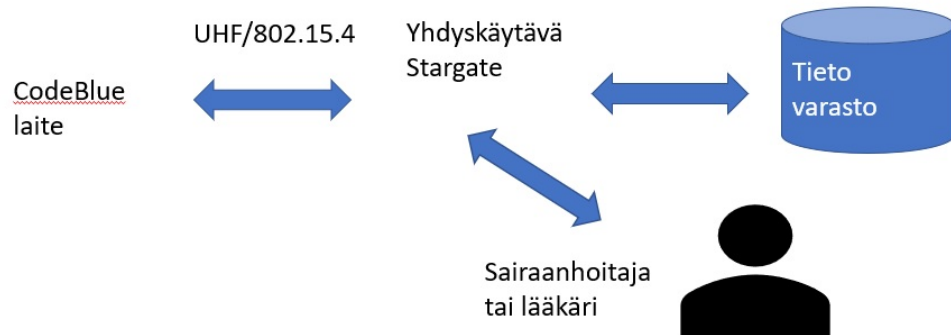 UHF/802.15.4
Yhdyskäytävä
Stargate
CodeBlue
laite
Tieto
varasto
Sairaanhoitaja
tai lääkäri